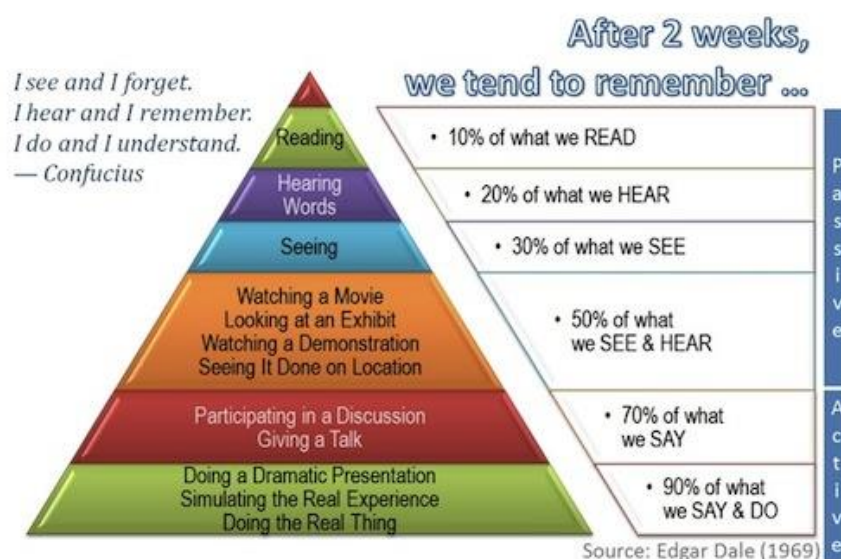 After 2 weeks,
we tend to remember ...
I see and I forget.
I hear and I remember.
I do and I understand.
— Confucius
Reading
• 10% of what we READ
Hearing
Words
• 20% of what we HEAR
Seeing
• 30% of what we SEE
Watching a Movie
Looking at an Exhibit
Watching a Demonstration
Seeing It Done on Location
• 50% of what
we SEE & HEAR
Participating in a Discussion
Giving a Talk
• 70% of what
we SAY
Doing a Dramatic Presentation
Simulating the Real Experience
Doing the Real Thing
• 90% of what
we SAY & DO
Passive
Active
Source: Edgar Dale (1969)